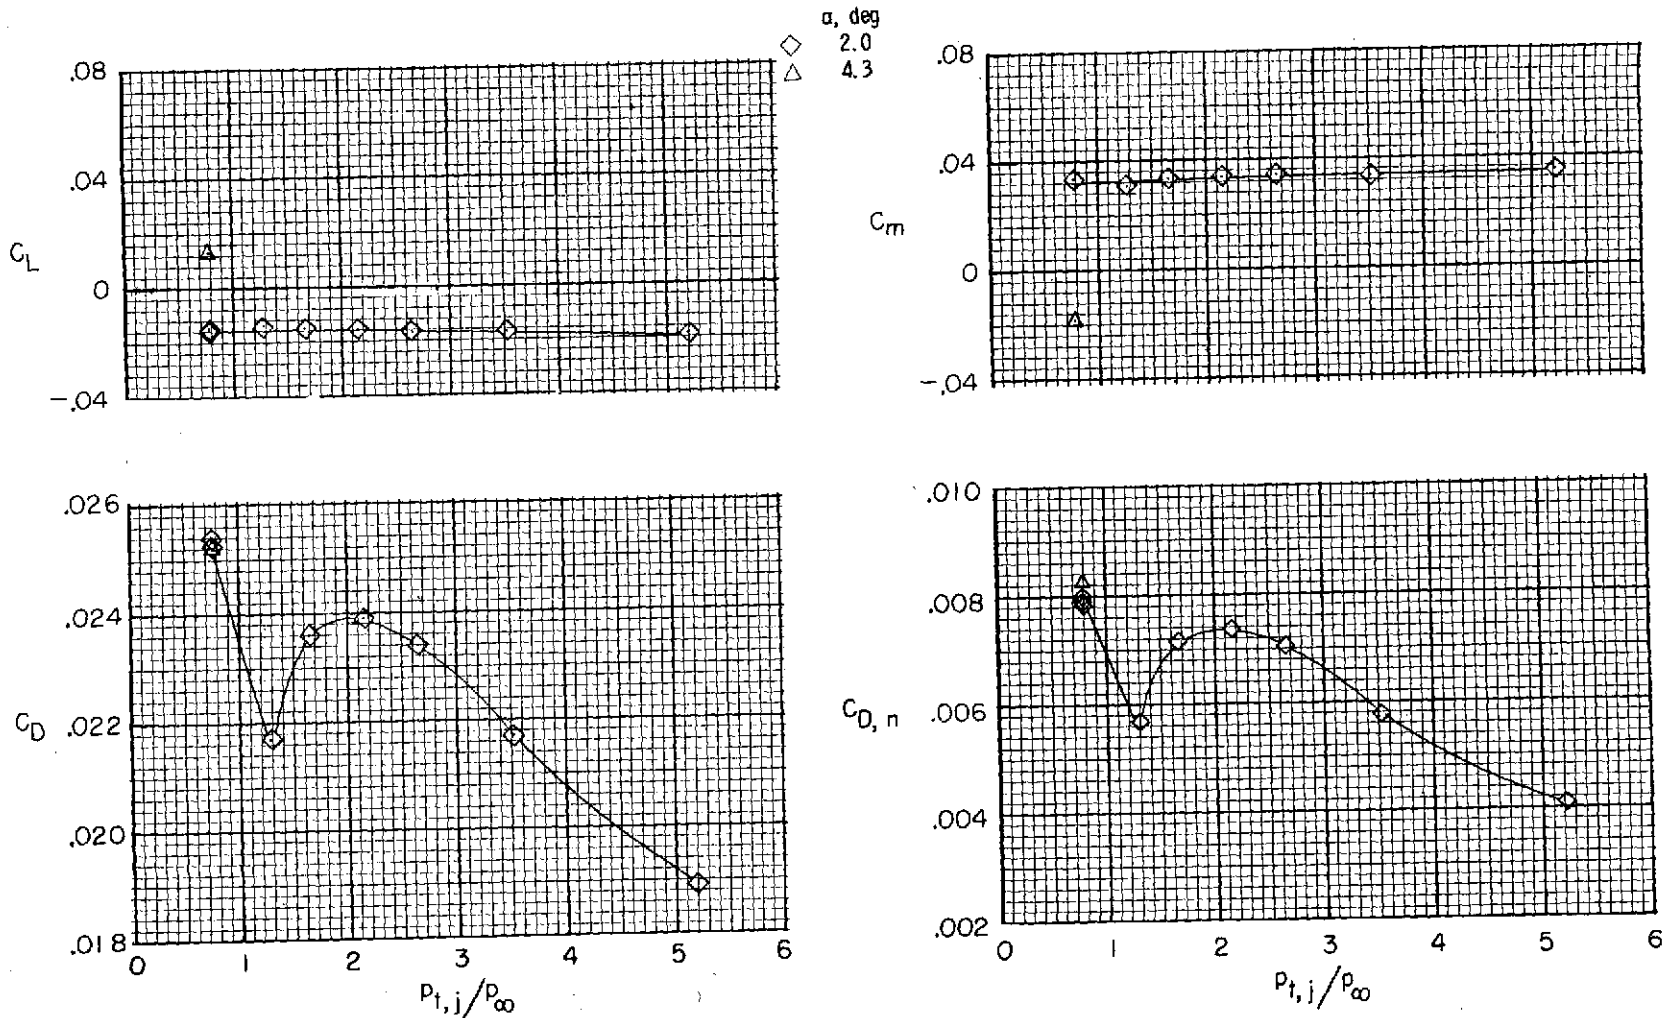 α, deg
◇ 2.0
△ 4.3
.08
.04
0
-.04
C_L
.08
.04
0
-.04
C_m
.026
.024
.022
.020
.018
C_D
0 1 2 3 4 5 6
p_t,j/p_∞
.010
.008
.006
.004
.002
C_D,n
0 1 2 3 4 5 6
p_t,j/p_∞